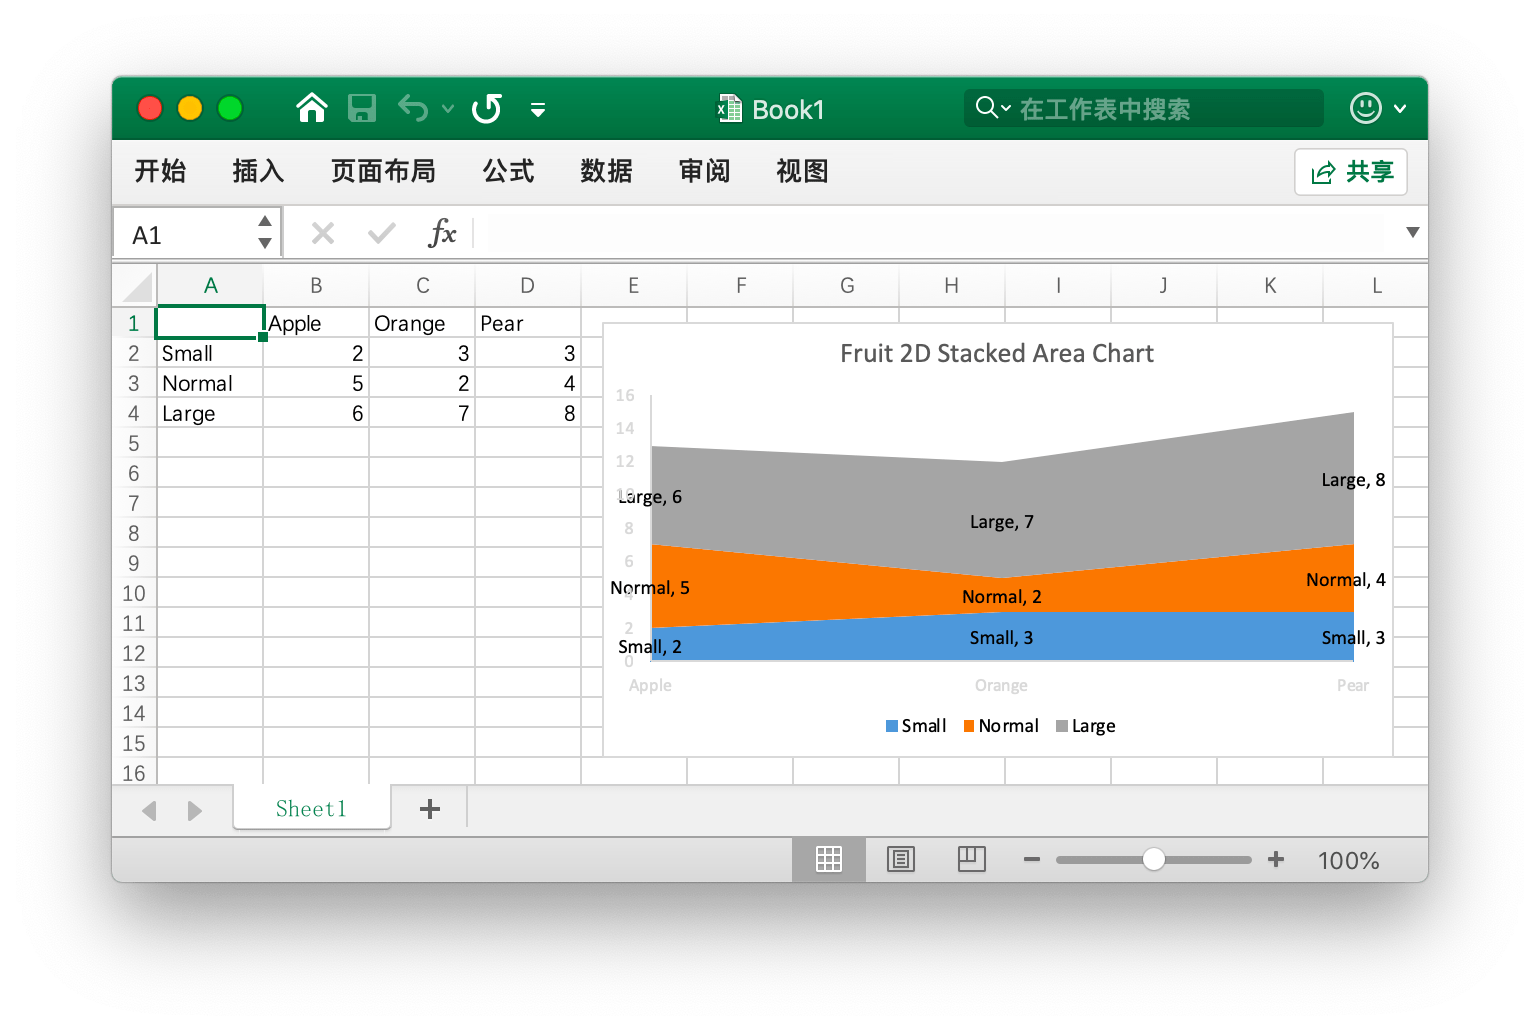 Book1
在工作表中搜索
开始 插入 页面布局 公式 数据 审阅 视图 共享
A1 fx
A B C D E F G H I J K L
1 Apple Orange Pear
2 Small 2 3 3
3 Normal 5 2 4
4 Large 6 7 8
5
6
7
8
9
10
11
12
13
14
15
16
Fruit 2D Stacked Area Chart
16
14
12
10
8
6
4
2
0
Large, 6
Large, 7
Large, 8
Normal, 5
Normal, 2
Normal, 4
Small, 2
Small, 3
Small, 3
Apple Orange Pear
Small Normal Large
Sheet1
100%